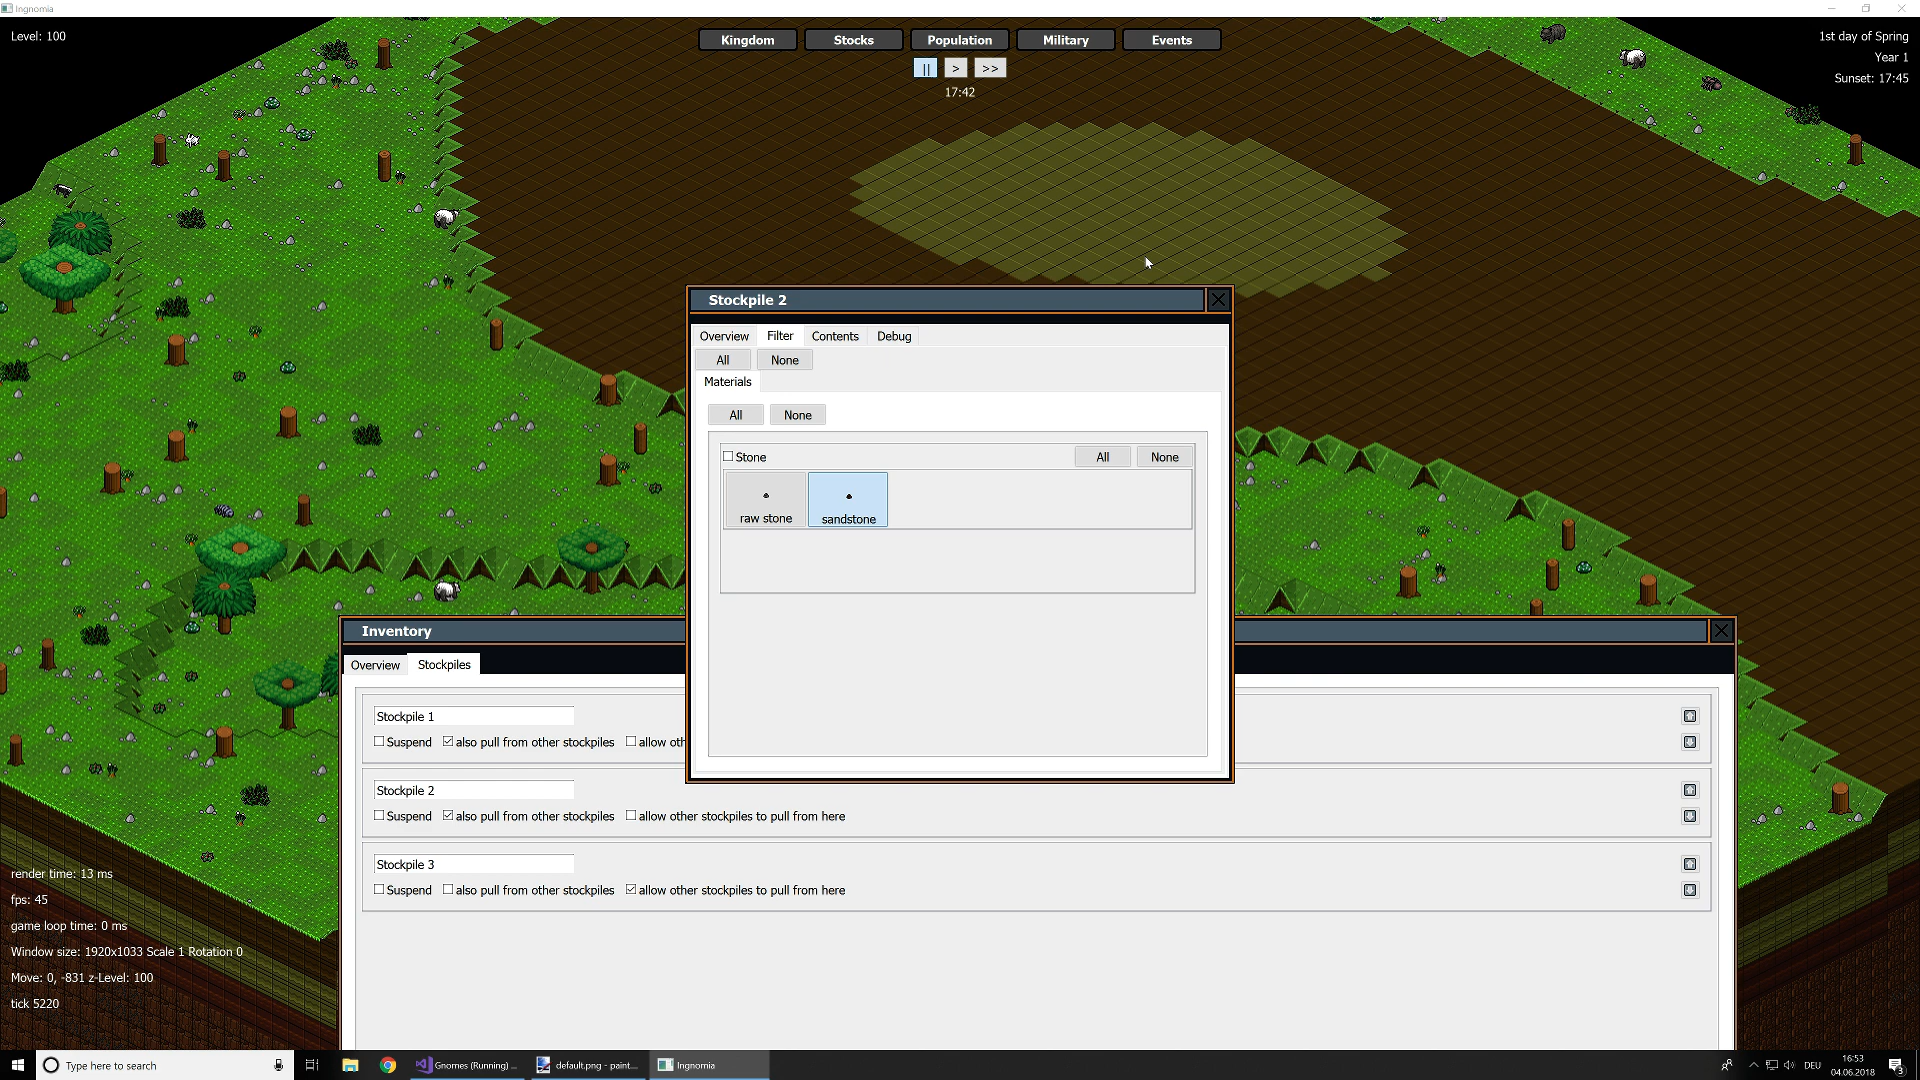 Ingnomia
Level: 100
Kingdom
Stocks
Population
Military
Events
1st day of Spring
Year 1
Sunset: 17:45
||
>
>>
17:42
Stockpile 2
Overview
Filter
Contents
Debug
All
None
Materials
All
None
Stone
All
None
raw stone
sandstone
Inventory
Overview
Stockpiles
Stockpile 1
Suspend
also pull from other stockpiles
allow oth
Stockpile 2
Suspend
also pull from other stockpiles
allow other stockpiles to pull from here
Stockpile 3
Suspend
also pull from other stockpiles
allow other stockpiles to pull from here
render time: 13 ms
fps: 45
game loop time: 0 ms
Window size: 1920x1033 Scale 1 Rotation 0
Move: 0, -831 z-Level: 100
tick 5220
Type here to search
Gnomes (Running) ...
default.png - paint...
Ingnomia
DEU
16:53
04.06.2018
3